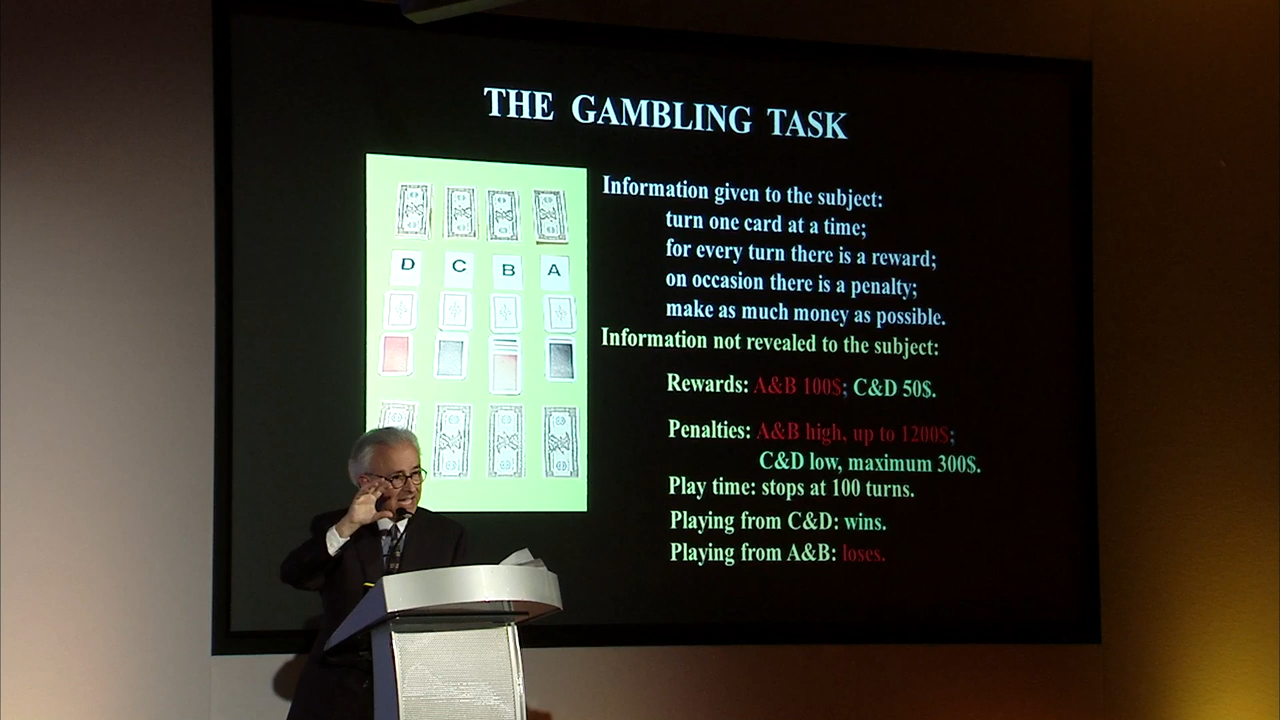 THE GAMBLING TASK
Information given to the subject:
turn one card at a time;
for every turn there is a reward;
on occasion there is a penalty;
make as much money as possible.
Information not revealed to the subject:
Rewards: A&B 100$; C&D 50$.
Penalties: A&B high, up to 1200$;
C&D low, maximum 300$.
Play time: stops at 100 turns.
Playing from C&D: wins.
Playing from A&B: loses.
D C B A